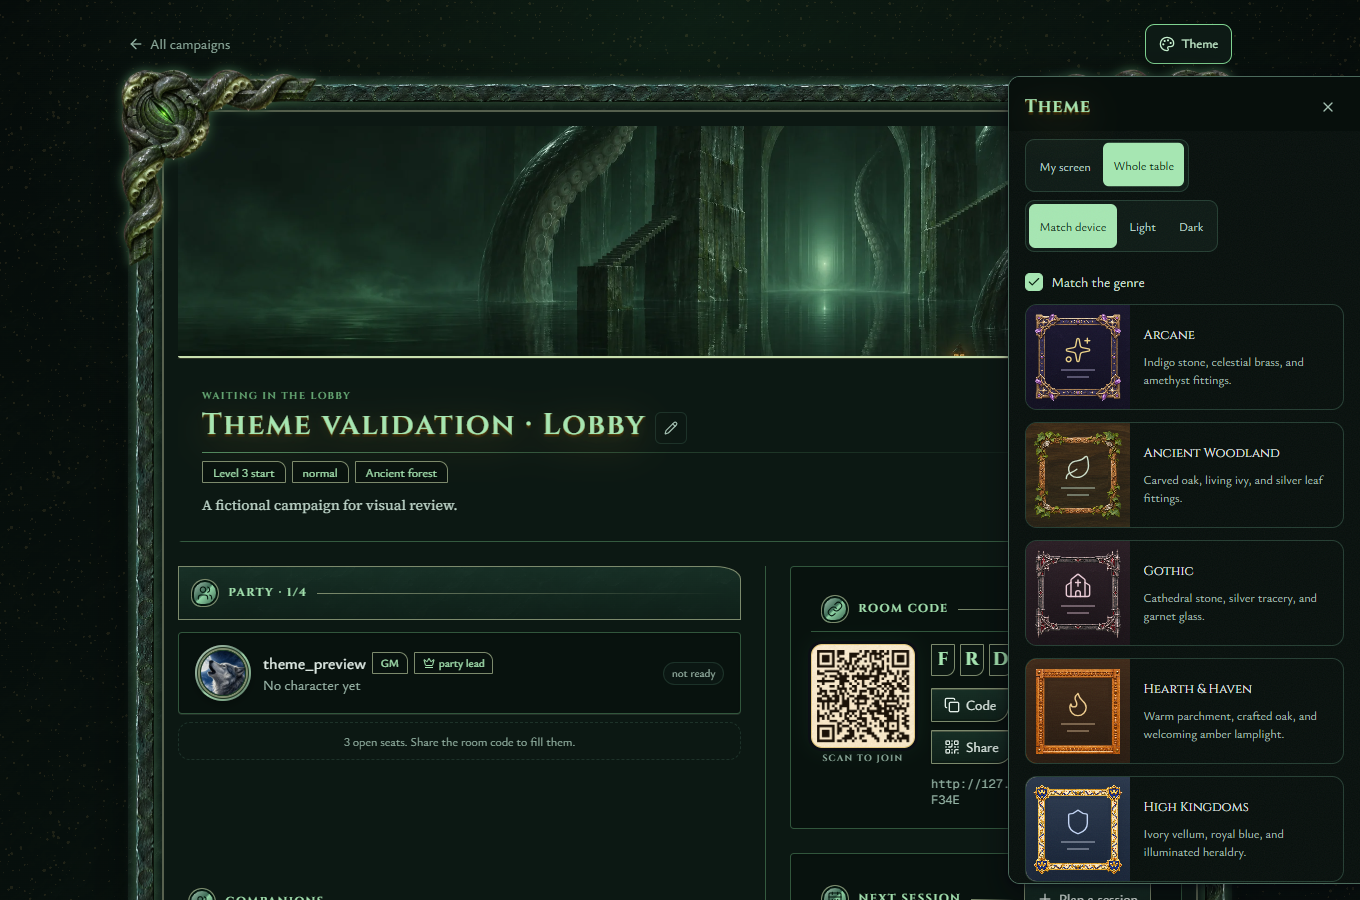 All campaigns
Theme
WAITING IN THE LOBBY
THEME VALIDATION · LOBBY
Level 3 start
normal
Ancient forest
A fictional campaign for visual review.
PARTY · 1/4
theme_preview
GM
party lead
No character yet
not ready
3 open seats. Share the room code to fill them.
COMPANIONS
ROOM CODE
F R D
Code
Share
SCAN TO JOIN
http://127.
F34E
NEXT SESSION
Plan a session
THEME
My screen
Whole table
Match device
Light
Dark
Match the genre
ARCANE
Indigo stone, celestial brass, and
amethyst fittings.
ANCIENT WOODLAND
Carved oak, living ivy, and silver leaf
fittings.
GOTHIC
Cathedral stone, silver tracery, and
garnet glass.
HEARTH & HAVEN
Warm parchment, crafted oak, and
welcoming amber lamplight.
HIGH KINGDOMS
Ivory vellum, royal blue, and
illuminated heraldry.